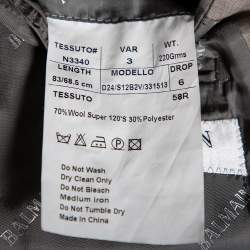 TESSUTO# VAR WT.
N3340 3 220Grms
LENGTH MODELLO DROP
83/68.5 cm D24/S12B2V/331513 6
TESSUTO 58R
70%Wool Super 120'S 30%Polyester
Do Not Wash
Dry Clean Only
Do Not Bleach
Medium Iron
Do Not Tumble Dry
Made In China
BALMAIN